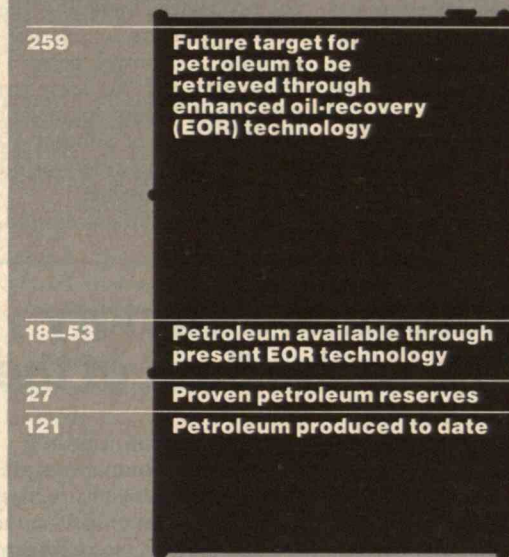 259 Future target for
petroleum to be
retrieved through
enhanced oil-recovery
(EOR) technology
18–53 Petroleum available through
present EOR technology
27 Proven petroleum reserves
121 Petroleum produced to date